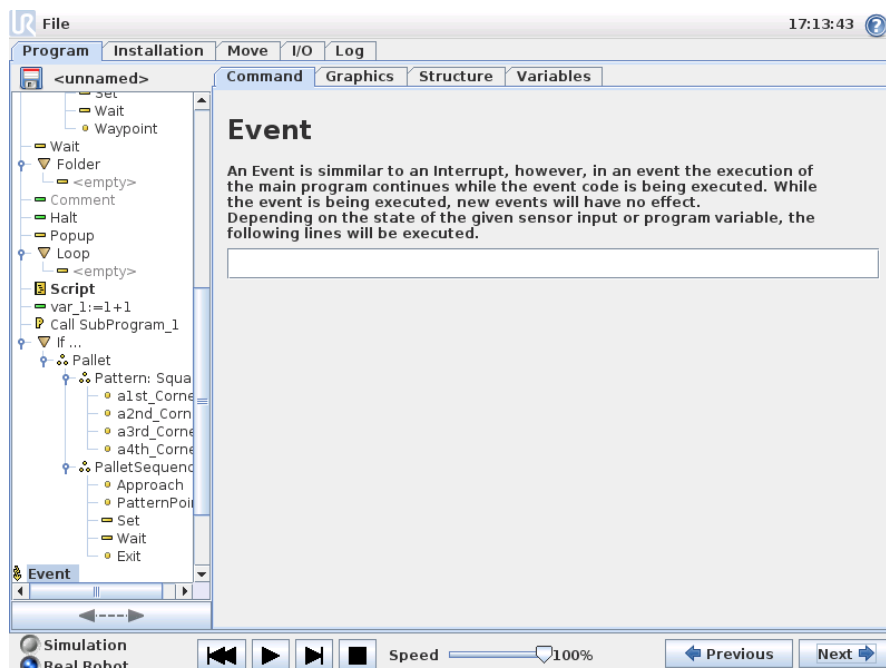 File
17:13:43
Program Installation Move I/O Log
<unnamed>
Command Graphics Structure Variables
Set
Wait
Waypoint
Wait
Folder
<empty>
Comment
Halt
Popup
Loop
<empty>
Script
var_1:=1+1
Call SubProgram_1
If ...
Pallet
Pattern: Squa
a1st_Corne
a2nd_Corn
a3rd_Corne
a4th_Corne
PalletSequenc
Approach
PatternPoi
Set
Wait
Exit
Event
Event
An Event is simmilar to an Interrupt, however, in an event the execution of
the main program continues while the event code is being executed. While
the event is being executed, new events will have no effect.
Depending on the state of the given sensor input or program variable, the
following lines will be executed.
Simulation
Real Robot
Speed 100%
Previous
Next